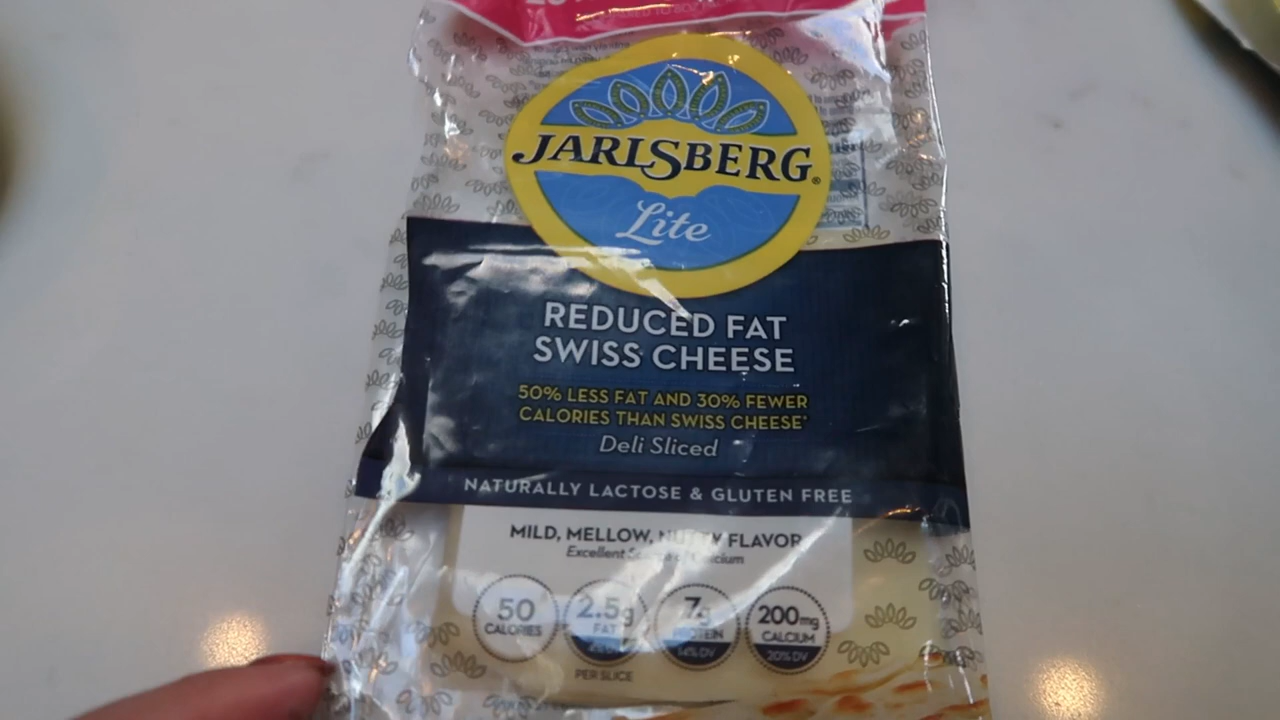 JARLSBERG®
Lite
REDUCED FAT
SWISS CHEESE
50% LESS FAT AND 30% FEWER
CALORIES THAN SWISS CHEESE*
Deli Sliced
NATURALLY LACTOSE & GLUTEN FREE
MILD, MELLOW, NUTTY FLAVOR
Excellent Source of Calcium
50 2.5g 7g 200mg
CALORIES FAT PROTEIN CALCIUM
4% DV 14% DV 20% DV
PER SLICE